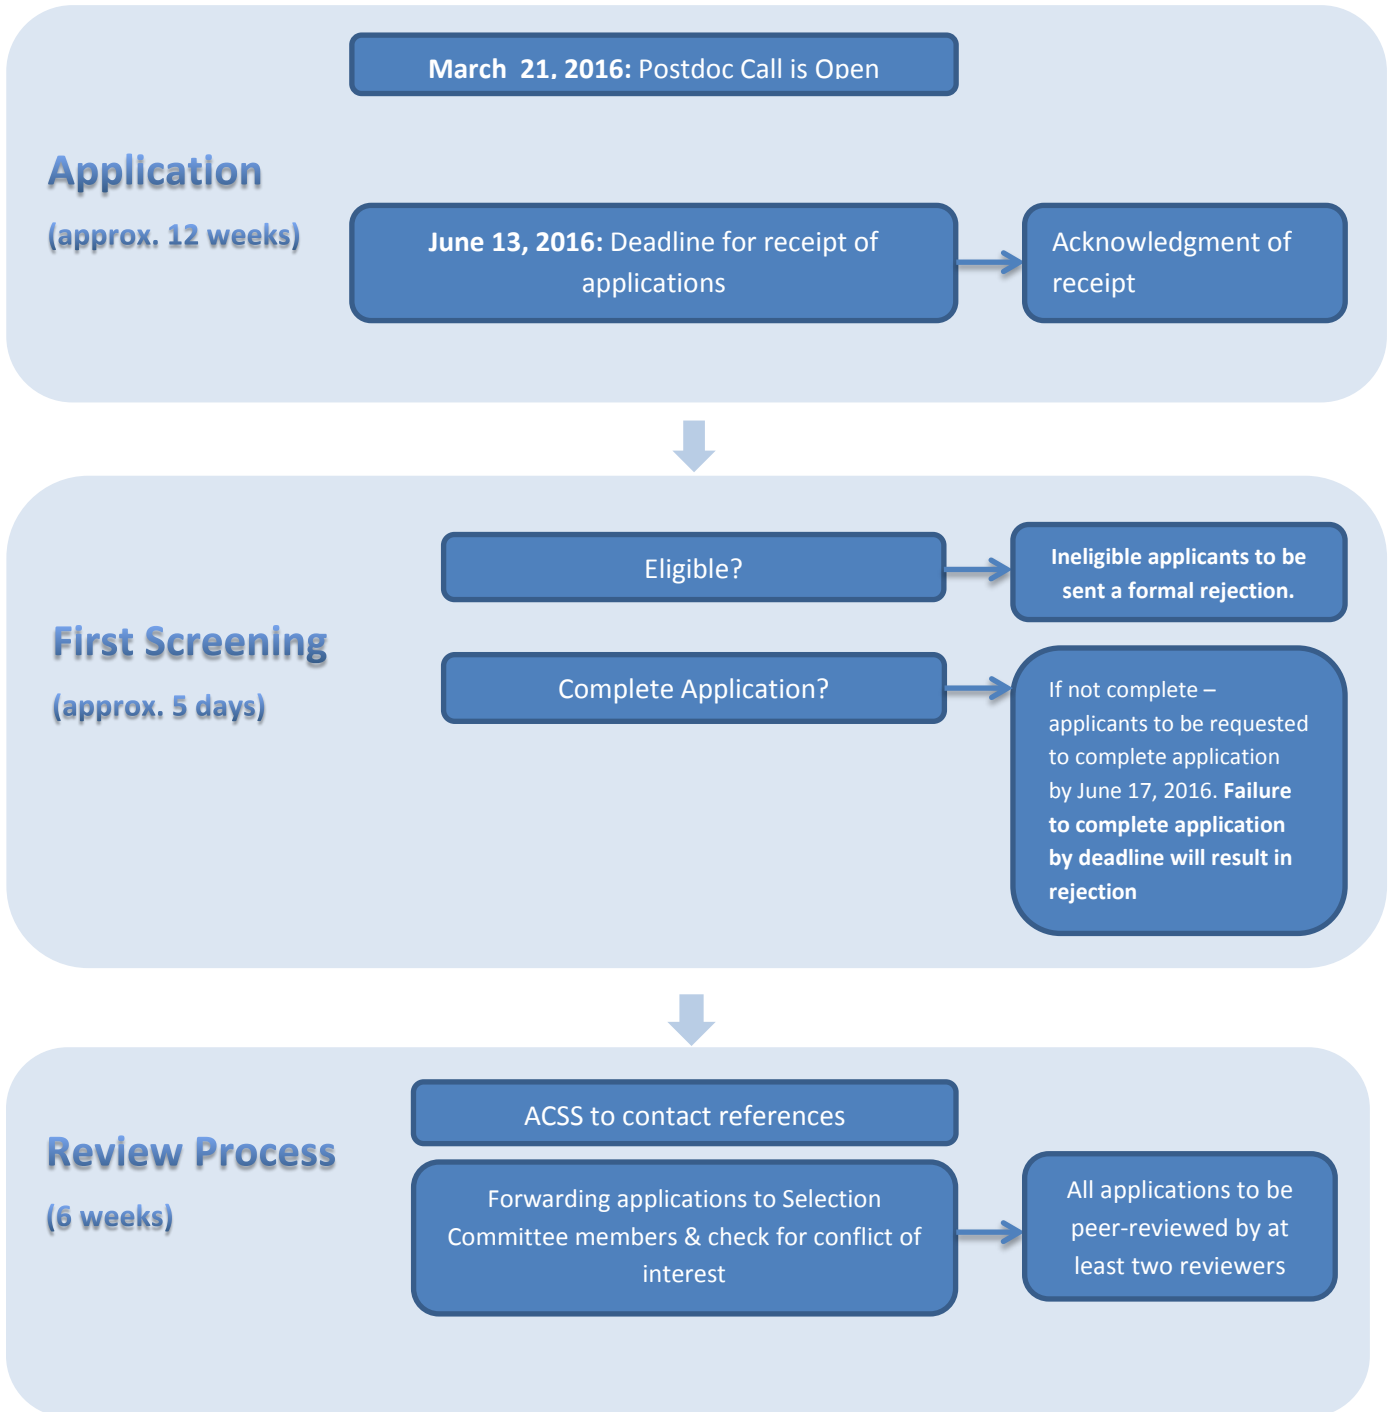 March 21, 2016: Postdoc Call is Open
Application
(approx. 12 weeks)
June 13, 2016: Deadline for receipt of
applications
Acknowledgment of
receipt
Eligible?
Ineligible applicants to be
sent a formal rejection.
First Screening
(approx. 5 days)
Complete Application?
If not complete –
applicants to be requested
to complete application
by June 17, 2016. Failure
to complete application
by deadline will result in
rejection
Review Process
(6 weeks)
ACSS to contact references
Forwarding applications to Selection
Committee members & check for conflict of
interest
All applications to be
peer-reviewed by at
least two reviewers